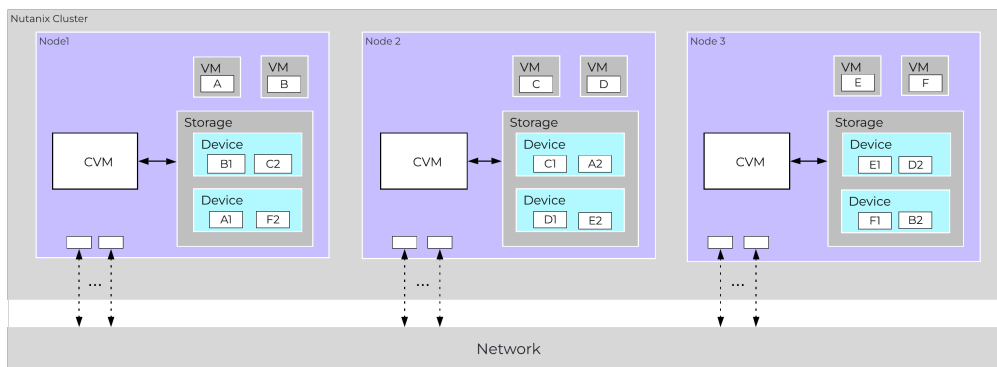 Nutanix Cluster
Node1
VM
A
VM
B
CVM
Storage
Device
B1
C2
Device
A1
F2
...
Node 2
VM
C
VM
D
CVM
Storage
Device
C1
A2
Device
D1
E2
...
Node 3
VM
E
VM
F
CVM
Storage
Device
E1
D2
Device
F1
B2
...
Network